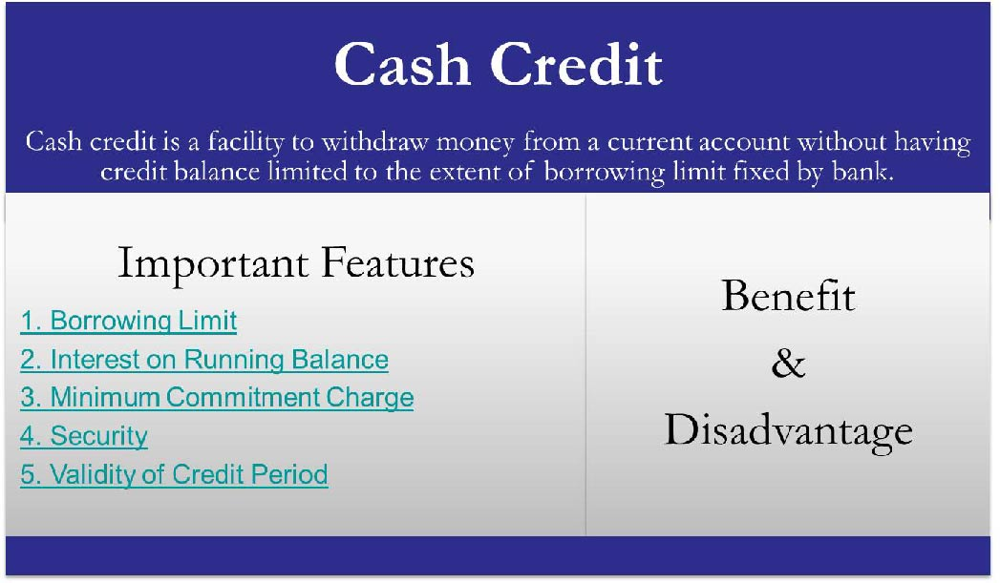 Cash Credit
Cash credit is a facility to withdraw money from a current account without having
credit balance limited to the extent of borrowing limit fixed by bank.
Important Features
1. Borrowing Limit
2. Interest on Running Balance
3. Minimum Commitment Charge
4. Security
5. Validity of Credit Period
Benefit
&
Disadvantage